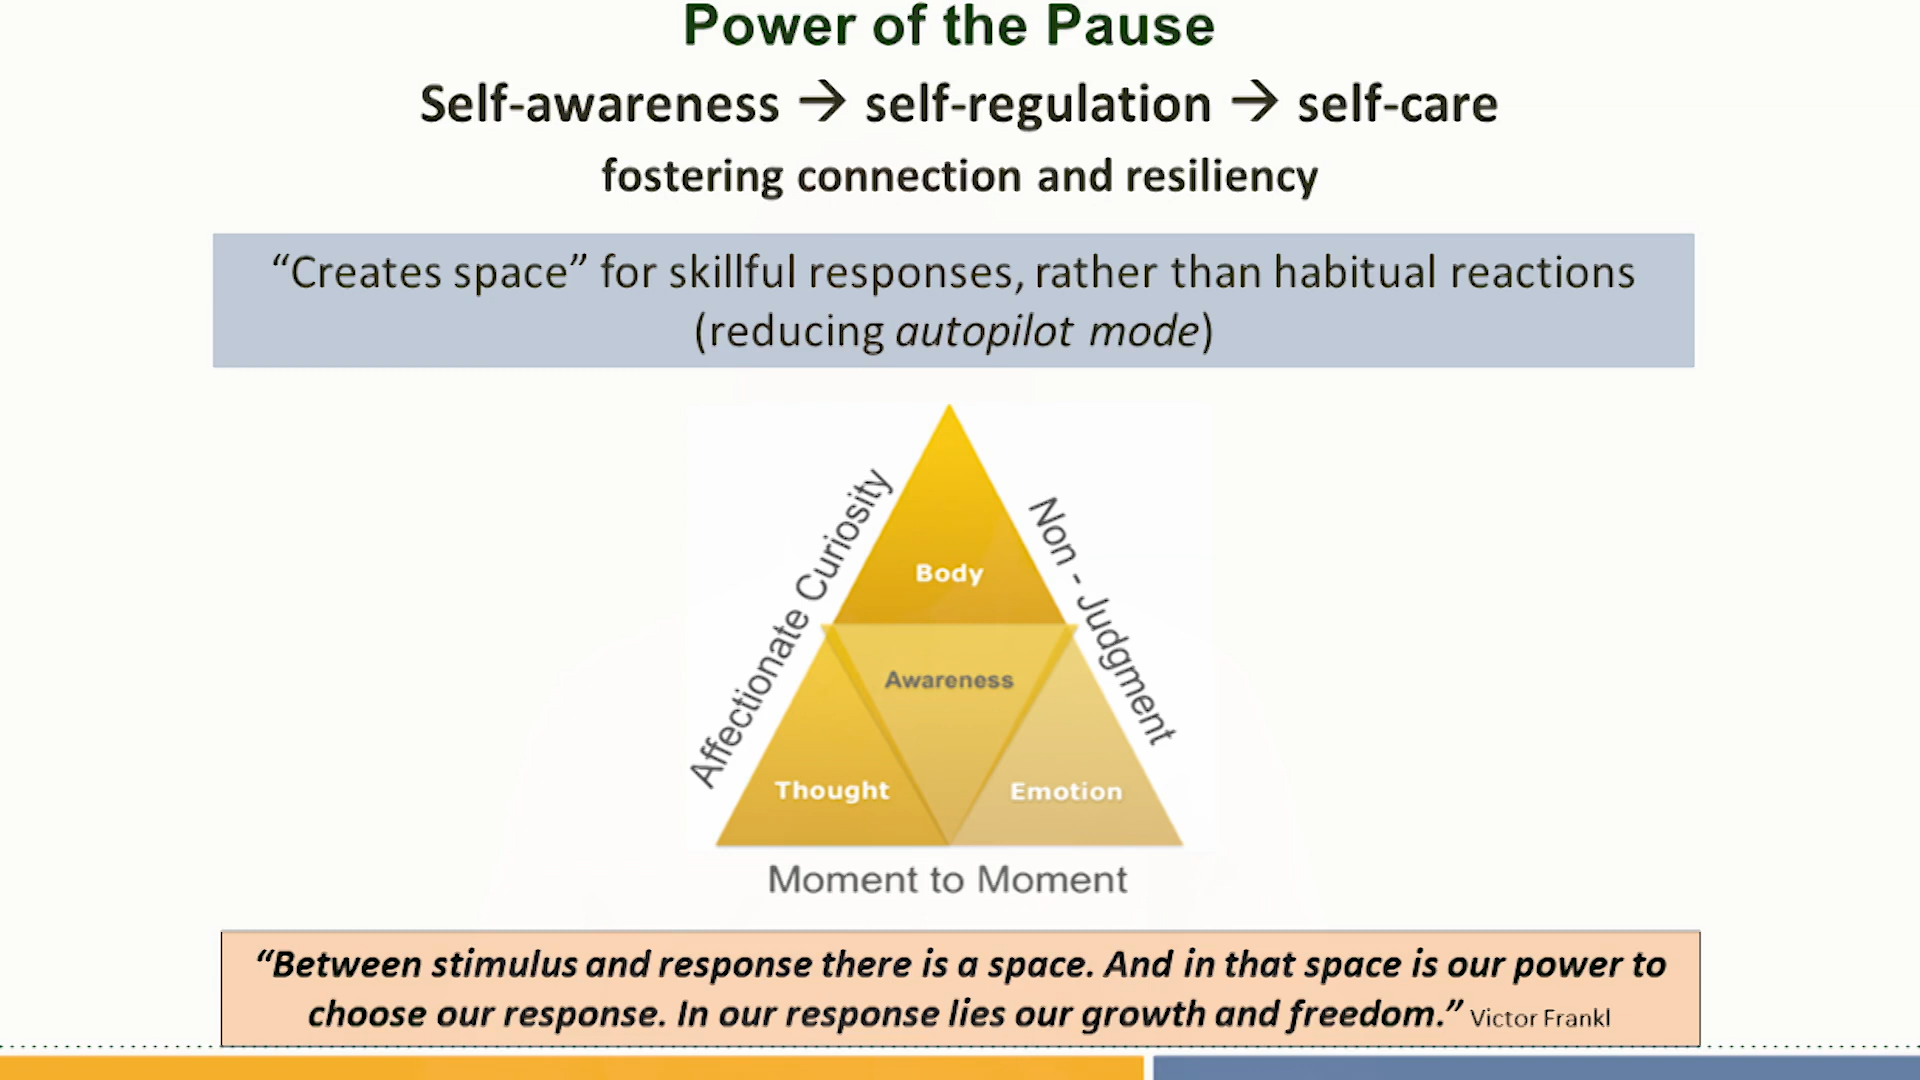 Power of the Pause
Self-awareness → self-regulation → self-care
fostering connection and resiliency
“Creates space” for skillful responses, rather than habitual reactions
(reducing autopilot mode)
Affectionate Curiosity
Non - Judgment
Body
Awareness
Thought
Emotion
Moment to Moment
“Between stimulus and response there is a space. And in that space is our power to
choose our response. In our response lies our growth and freedom.” Victor Frankl